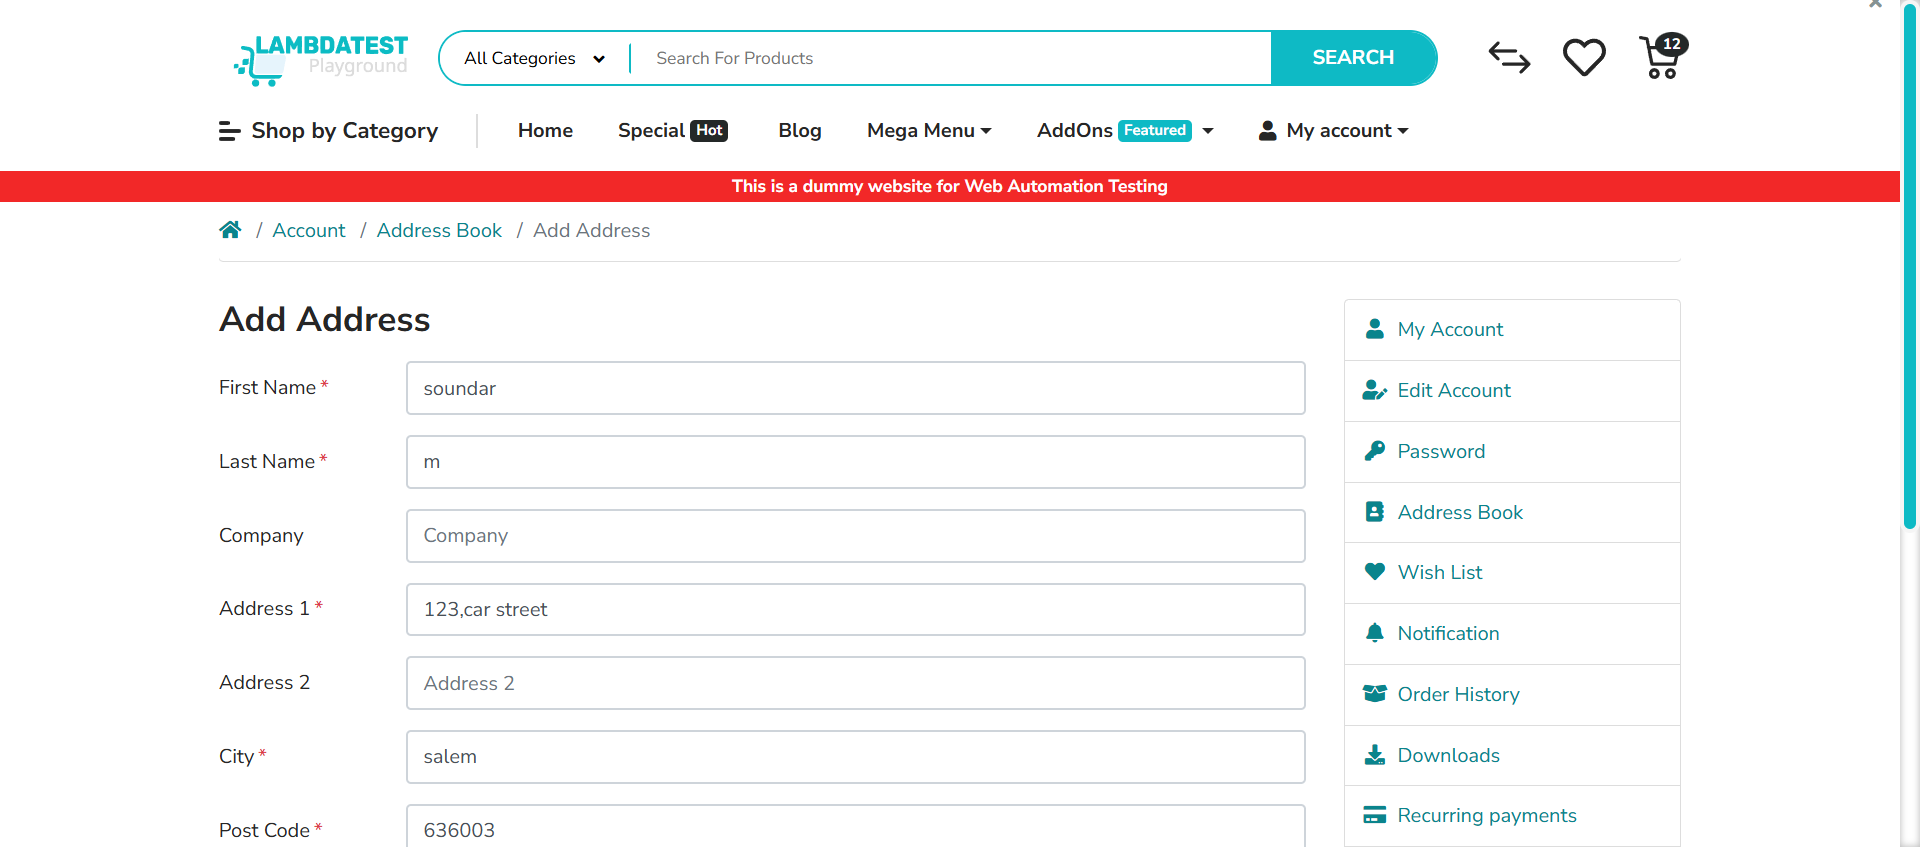 LAMBDATEST
Playground
All Categories
Search For Products
SEARCH
12
Shop by Category
Home
Special Hot
Blog
Mega Menu
AddOns Featured
My account
This is a dummy website for Web Automation Testing
/ Account / Address Book / Add Address
Add Address
First Name *
soundar
Last Name *
m
Company
Company
Address 1 *
123,car street
Address 2
Address 2
City *
salem
Post Code *
636003
My Account
Edit Account
Password
Address Book
Wish List
Notification
Order History
Downloads
Recurring payments